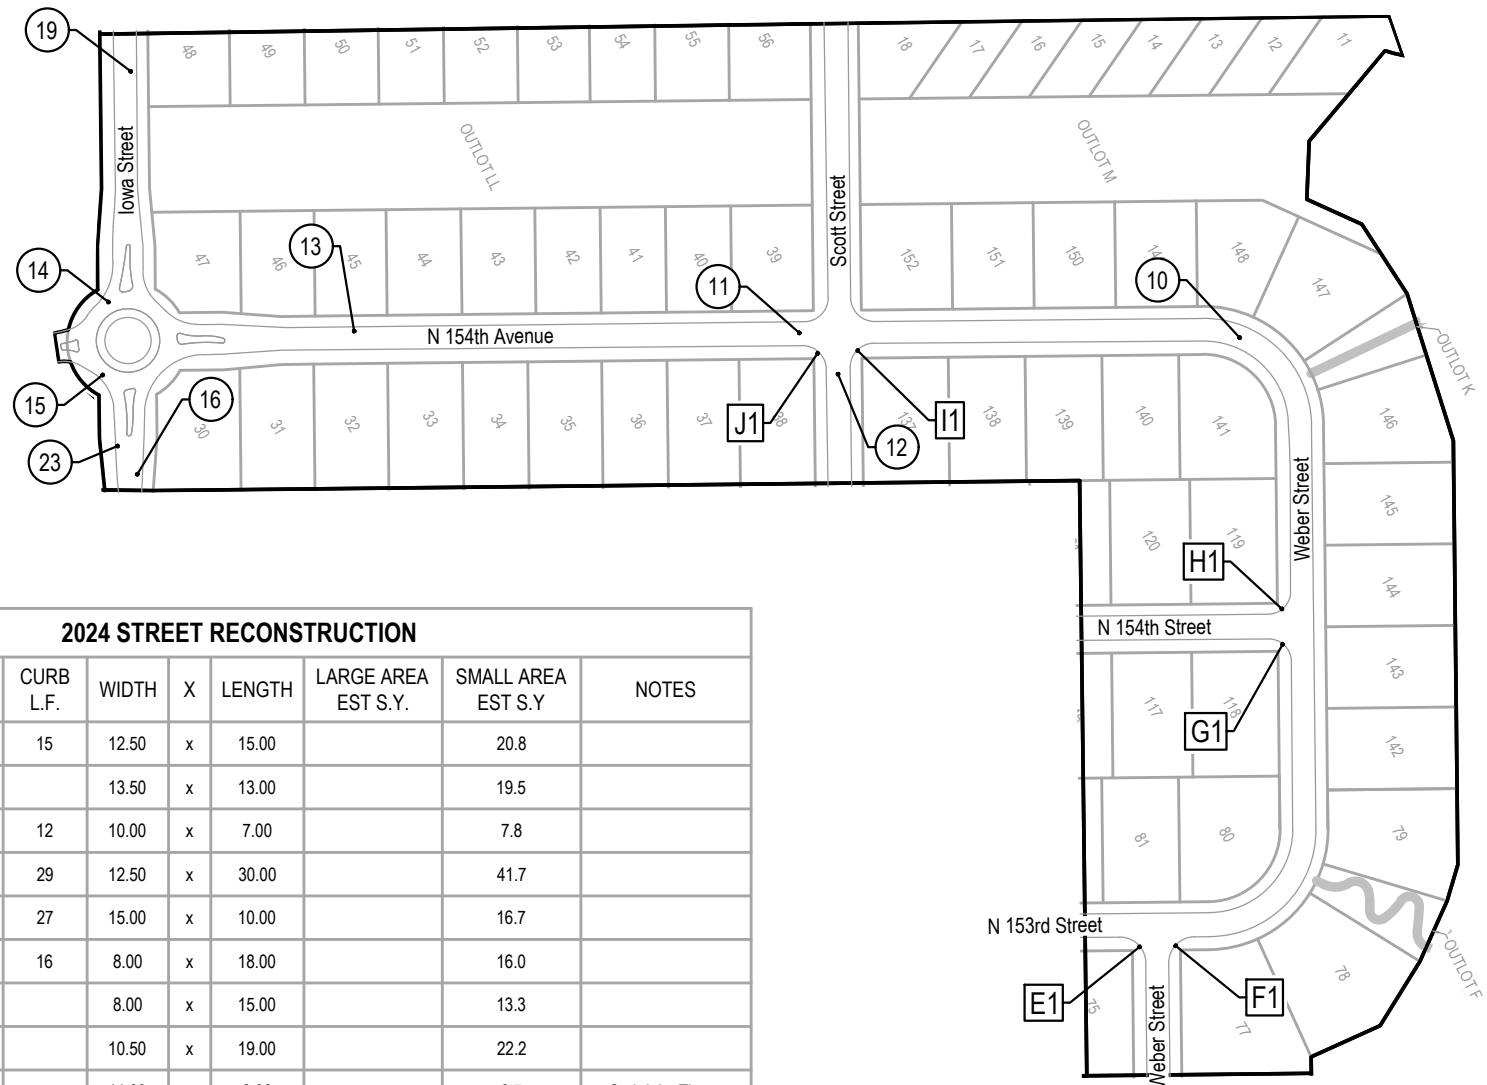 19
48
49
50
51
52
53
54
55
56
18
17
16
15
14
13
12
11
Iowa Street
OUTLOT LL
Scott Street
OUTLOT M
14
13
47
46
45
44
43
42
41
40
39
11
152
151
150
148
147
10
N 154th Avenue
OUTLOT K
15
16
23
30
31
32
33
34
35
36
37
38
J1
12
I1
137
138
139
140
141
146
Weber Street
145
120
119
H1
144
N 154th Street
143
117
118
G1
142
81
80
79
N 153rd Street
OUTLOT F
78
E1
75
Weber Street
F1
77
2024 STREET RECONSTRUCTION
CURB L.F. WIDTH X LENGTH LARGE AREA EST S.Y. SMALL AREA EST S.Y NOTES
15 12.50 x 15.00 20.8
13.50 x 13.00 19.5
12 10.00 x 7.00 7.8
29 12.50 x 30.00 41.7
27 15.00 x 10.00 16.7
16 8.00 x 18.00 16.0
8.00 x 15.00 13.3
10.50 x 19.00 22.2